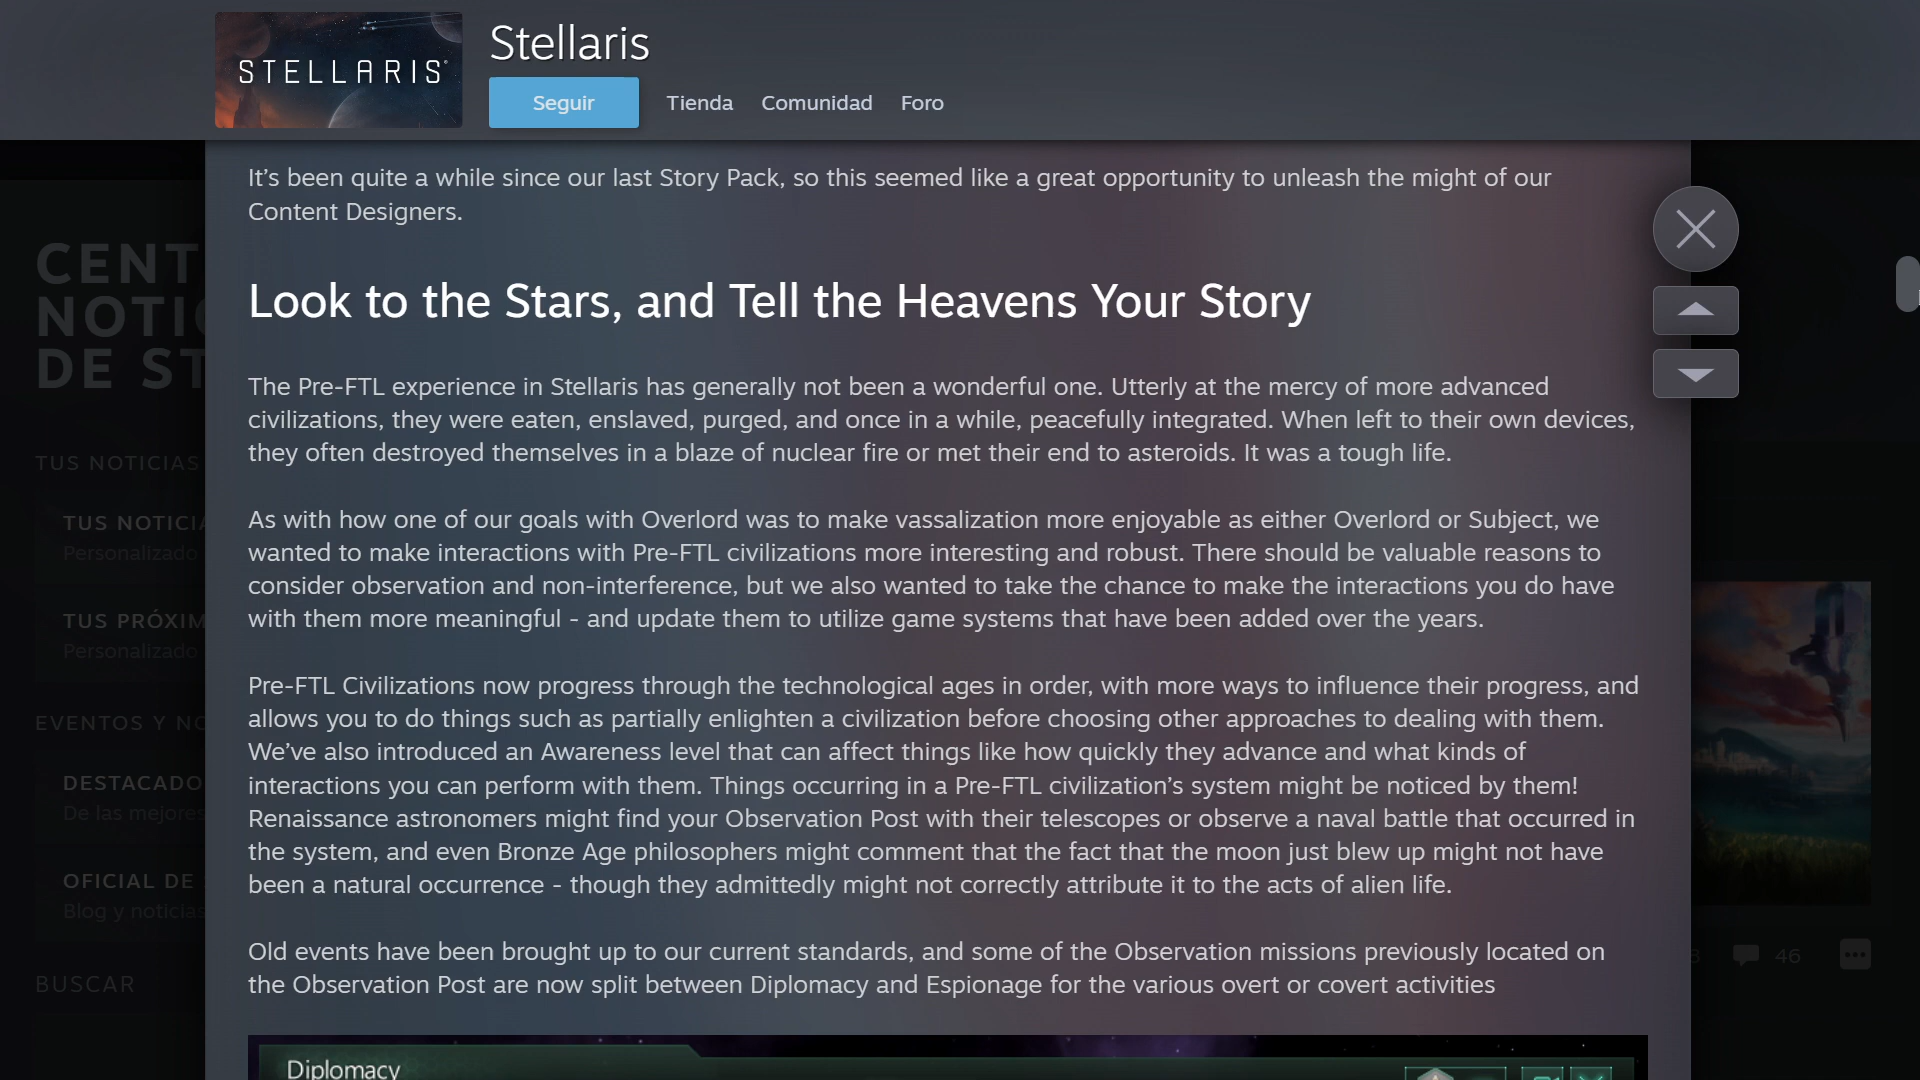 STELLARIS
Stellaris
Seguir
Tienda
Comunidad
Foro
It’s been quite a while since our last Story Pack, so this seemed like a great opportunity to unleash the might of our
Content Designers.
Look to the Stars, and Tell the Heavens Your Story
The Pre-FTL experience in Stellaris has generally not been a wonderful one. Utterly at the mercy of more advanced
civilizations, they were eaten, enslaved, purged, and once in a while, peacefully integrated. When left to their own devices,
they often destroyed themselves in a blaze of nuclear fire or met their end to asteroids. It was a tough life.
As with how one of our goals with Overlord was to make vassalization more enjoyable as either Overlord or Subject, we
wanted to make interactions with Pre-FTL civilizations more interesting and robust. There should be valuable reasons to
consider observation and non-interference, but we also wanted to take the chance to make the interactions you do have
with them more meaningful - and update them to utilize game systems that have been added over the years.
Pre-FTL Civilizations now progress through the technological ages in order, with more ways to influence their progress, and
allows you to do things such as partially enlighten a civilization before choosing other approaches to dealing with them.
We’ve also introduced an Awareness level that can affect things like how quickly they advance and what kinds of
interactions you can perform with them. Things occurring in a Pre-FTL civilization’s system might be noticed by them!
Renaissance astronomers might find your Observation Post with their telescopes or observe a naval battle that occurred in
the system, and even Bronze Age philosophers might comment that the fact that the moon just blew up might not have
been a natural occurrence - though they admittedly might not correctly attribute it to the acts of alien life.
Old events have been brought up to our current standards, and some of the Observation missions previously located on
the Observation Post are now split between Diplomacy and Espionage for the various overt or covert activities
Diplomacy
CENT
NOTIC
DE ST
TUS NOTICIAS
TUS NOTICIA
Personalizado
TUS PRÓXIM
Personalizado
EVENTOS Y NO
DESTACADO
De las mejores
OFICIAL DE
Blog y noticias
BUSCAR
46